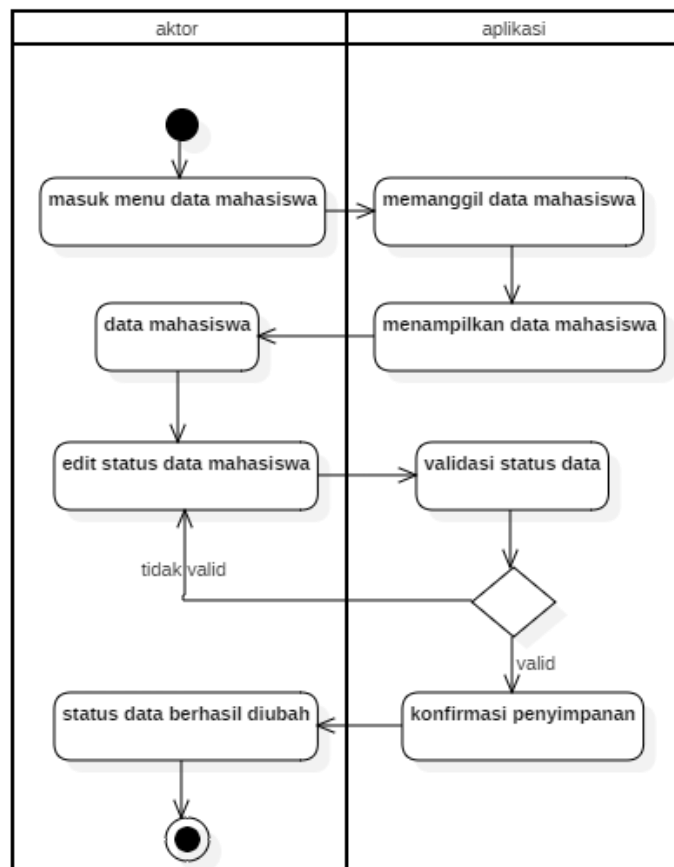 aktor
aplikasi
masuk menu data mahasiswa
memanggil data mahasiswa
data mahasiswa
menampilkan data mahasiswa
edit status data mahasiswa
validasi status data
tidak valid
valid
status data berhasil diubah
konfirmasi penyimpanan